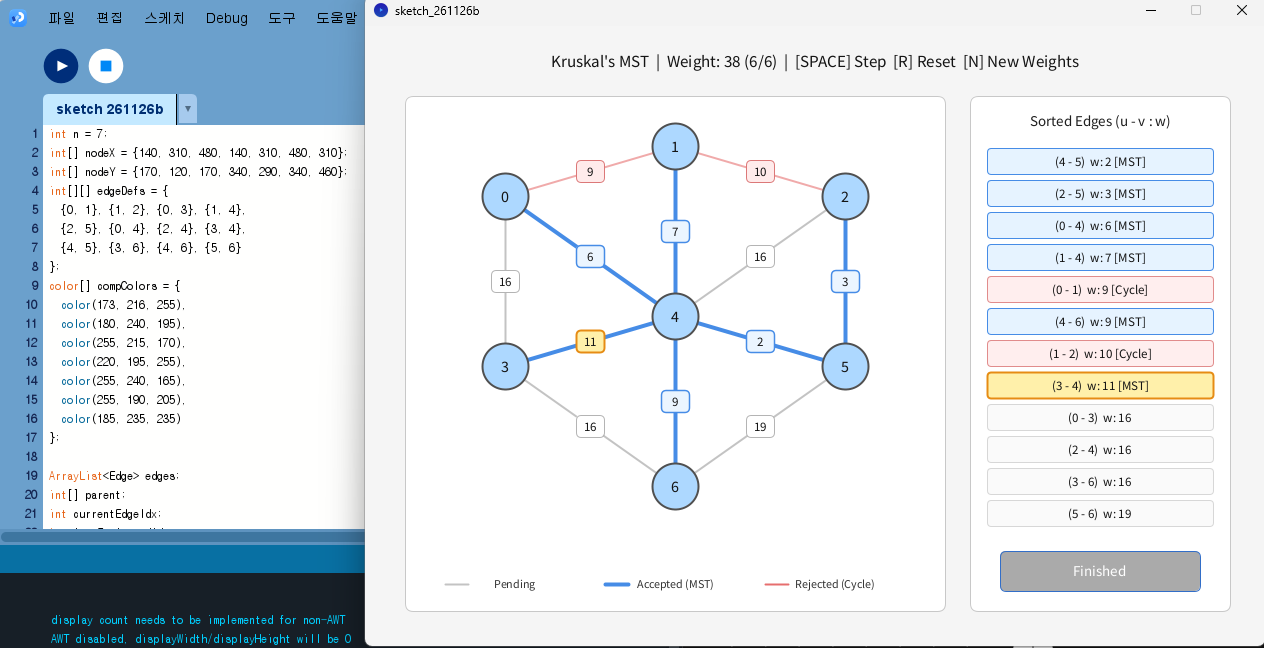 파일 편집 스케치 Debug 도구 도움말
sketch 261126b
1 int n = 7;
2 int[] nodeX = {140, 310, 480, 140, 310, 480, 310};
3 int[] nodeY = {170, 120, 170, 340, 290, 340, 460};
4 int[][] edgeDefs = {
5 {0, 1}, {1, 2}, {0, 3}, {1, 4},
6 {2, 5}, {0, 4}, {2, 4}, {3, 4},
7 {4, 5}, {3, 6}, {4, 6}, {5, 6}
8 };
9 color[] compColors = {
10 color(173, 216, 255),
11 color(180, 240, 195),
12 color(255, 215, 170),
13 color(220, 195, 255),
14 color(255, 240, 165),
15 color(255, 190, 205),
16 color(185, 235, 235)
17 };
18
19 ArrayList<Edge> edges;
20 int[] parent;
21 int currentEdgeIdx;
display count needs to be implemented for non-AWT
AWT disabled, displayWidth/displayHeight will be 0
sketch_261126b
Kruskal's MST | Weight: 38 (6/6) | [SPACE] Step [R] Reset [N] New Weights
1
9
10
0
2
7
6
16
16
3
4
11
2
3
5
9
16
19
6
Pending
Accepted (MST)
Rejected (Cycle)
Sorted Edges (u - v : w)
(4 - 5) w: 2 [MST]
(2 - 5) w: 3 [MST]
(0 - 4) w: 6 [MST]
(1 - 4) w: 7 [MST]
(0 - 1) w: 9 [Cycle]
(4 - 6) w: 9 [MST]
(1 - 2) w: 10 [Cycle]
(3 - 4) w: 11 [MST]
(0 - 3) w: 16
(2 - 4) w: 16
(3 - 6) w: 16
(5 - 6) w: 19
Finished